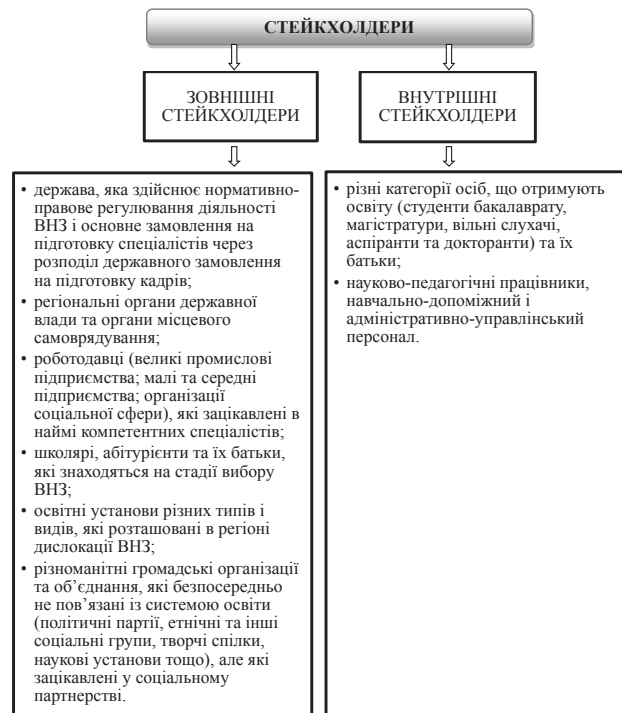 СТЕЙКХОЛДЕРИ
ЗОВНІШНІ
СТЕЙКХОЛДЕРИ
ВНУТРІШНІ
СТЕЙКХОЛДЕРИ
• держава, яка здійснює нормативно-
правове регулювання діяльності
ВНЗ і основне замовлення на
підготовку спеціалістів через
розподіл державного замовлення
на підготовку кадрів;
• регіональні органи державної
влади та органи місцевого
самоврядування;
• роботодавці (великі промислові
підприємства; малі та середні
підприємства; організації
соціальної сфери), які зацікавлені в
наймі компетентних спеціалістів;
• школярі, абітурієнти та їх батьки,
які знаходяться на стадії вибору
ВНЗ;
• освітні установи різних типів і
видів, які розташовані в регіоні
дислокації ВНЗ;
• різноманітні громадські організації
та об’єднання, які безпосередньо
не пов’язані із системою освіти
(політичні партії, етнічні та інші
соціальні групи, творчі спілки,
наукові установи тощо), але які
зацікавлені у соціальному
партнерстві.
• різні категорії осіб, що отримують
освіту (студенти бакалаврату,
магістратури, вільні слухачі,
аспіранти та докторанти) та їх
батьки;
• науково-педагогічні працівники,
навчально-допоміжний і
адміністративно-управлінський
персонал.